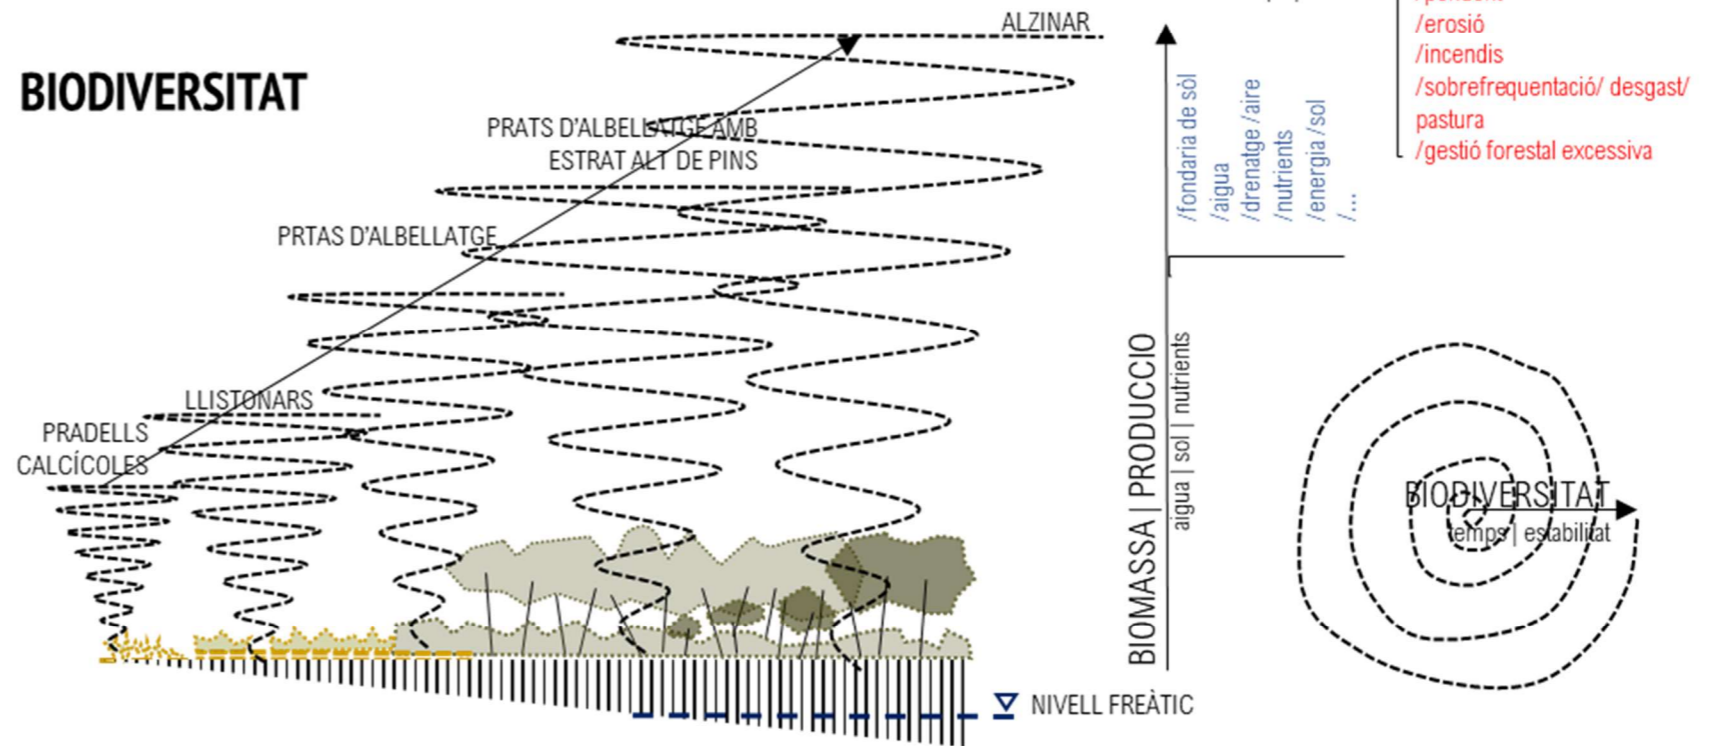 BIODIVERSITAT
ALZINAR
PRATS D'ALBELLATGE AMB
ESTRAT ALT DE PINS
PRTAS D'ALBELLATGE
LLISTONARS
PRADELLS
CALCÍCOLES
BIOMASSA | PRODUCCIO
aigua | sol | nutrients
/fondaria de sòl
/aigua
/drenatge /aire
/nutrients
/energia /sol
/...
/erosió
/incendis
/sobrefrequentació/ desgast/
pastura
/gestió forestal excessiva
BIODIVERSITAT
temps | estabilitat
NIVELL FREÀTIC